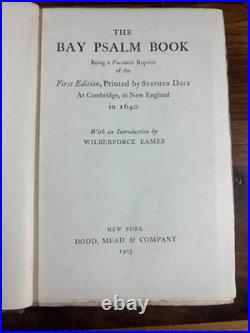 THE
BAY PSALM BOOK
Being a Facsimile Reprint
of the
First Edition, Printed by STEPHEN DAYE
At Cambridge, in New England
in 1640
With an Introduction by
WILBERFORCE EAMES
NEW YORK
DODD, MEAD & COMPANY
1903